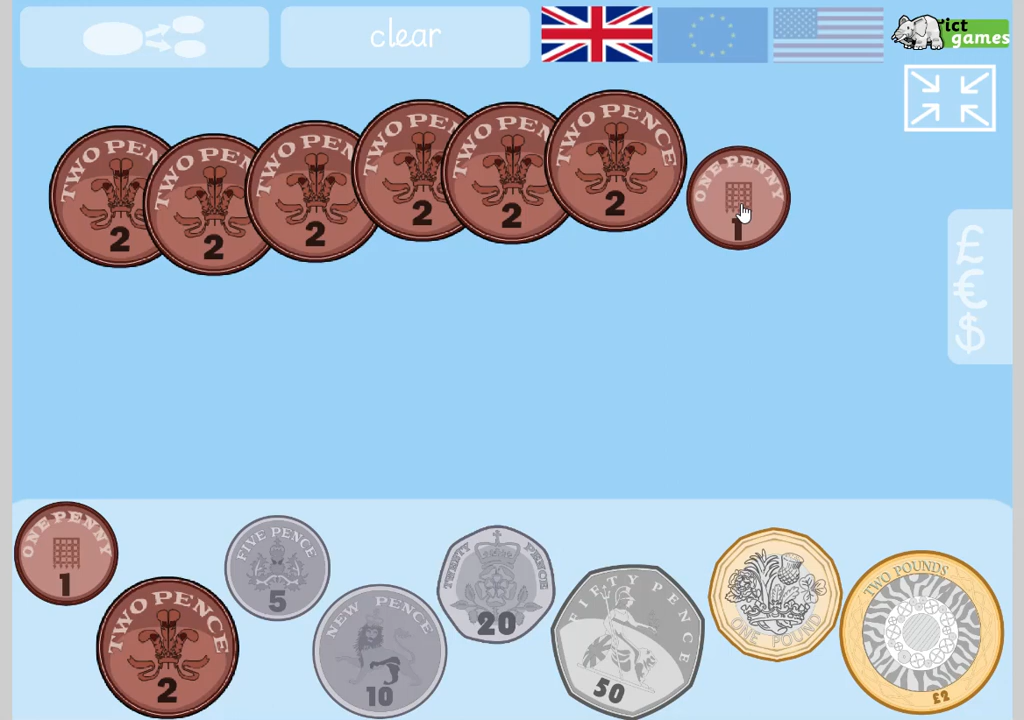 clear
ict
games
TWO PEN
2
TWO PE
2
TWO PEN
2
TWO PE
2
TWO PEN
2
TWO PENCE
2
ONE PENNY
1
£
€
$
ONE PENNY
1
TWO PENCE
2
FIVE PENCE
5
NEW PENCE
10
TWENTY PENCE
20
FIFTY PENCE
50
ONE POUND
TWO POUNDS
£2